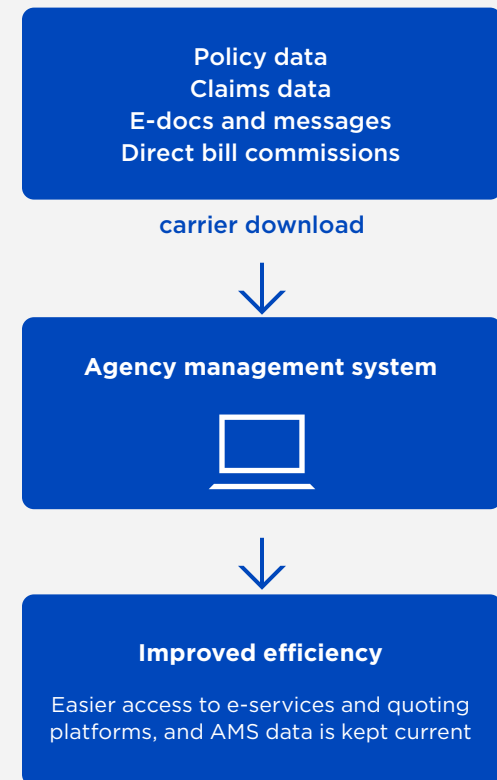 Policy data
Claims data
E-docs and messages
Direct bill commissions
carrier download
Agency management system
Improved efficiency
Easier access to e-services and quoting
platforms, and AMS data is kept current